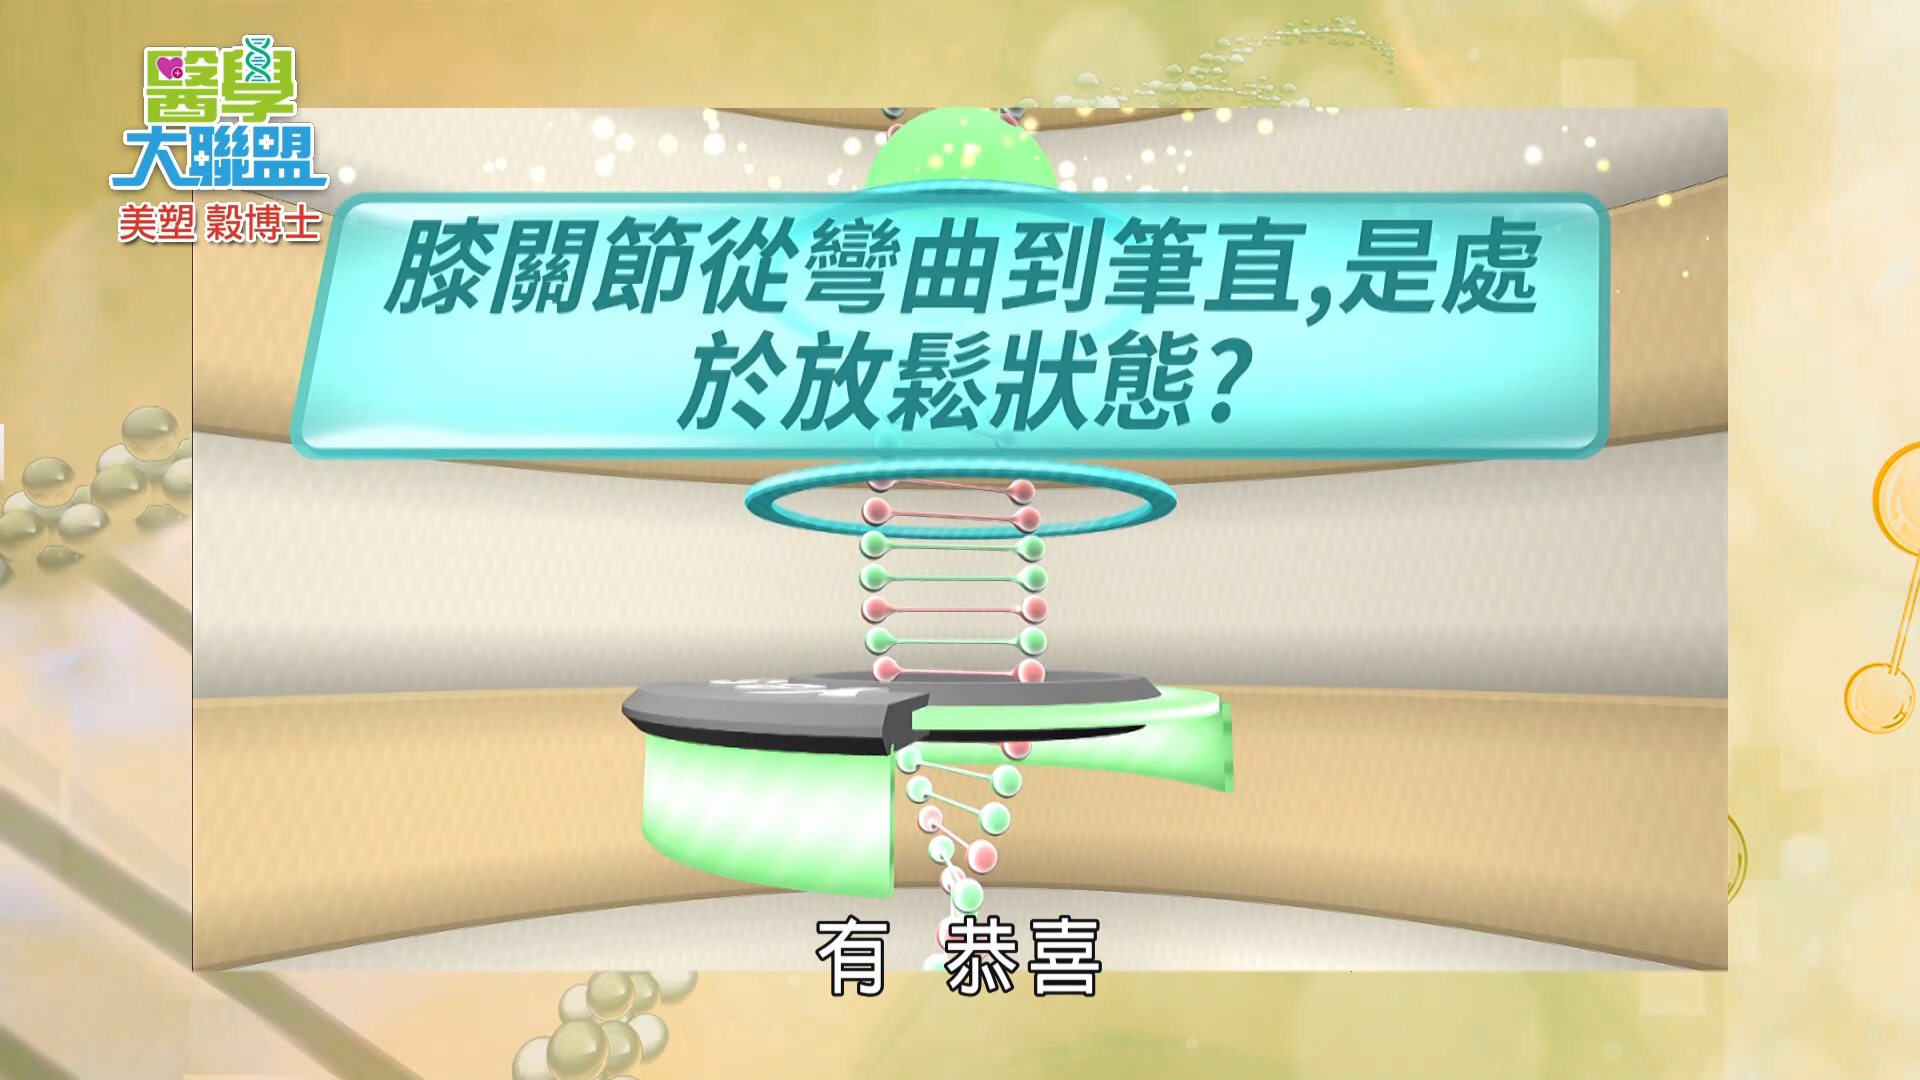 醫學
大聯盟
美塑 穀博士
膝關節從彎曲到筆直,是處
於放鬆狀態?
有 恭喜